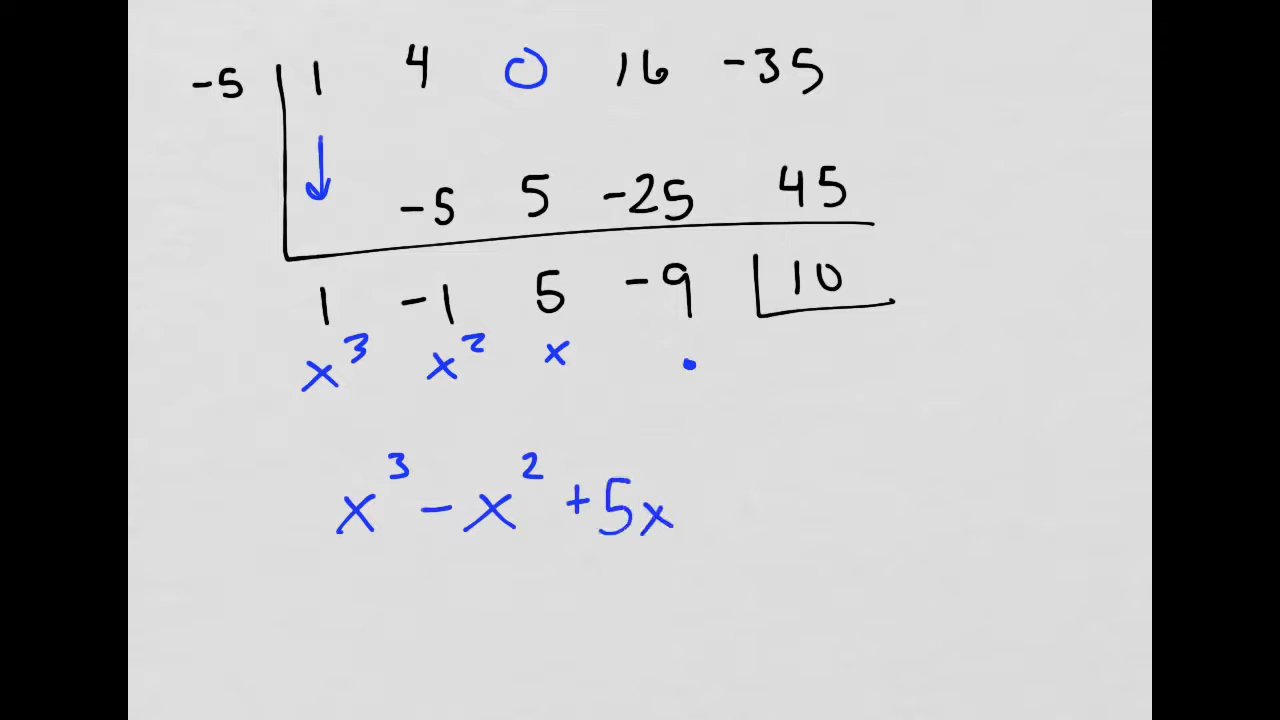 -5 | 1 4 0 16 -35
-5 5 -25 45
1 -1 5 -9 | 10
x³ x² x .
x³ - x² + 5x